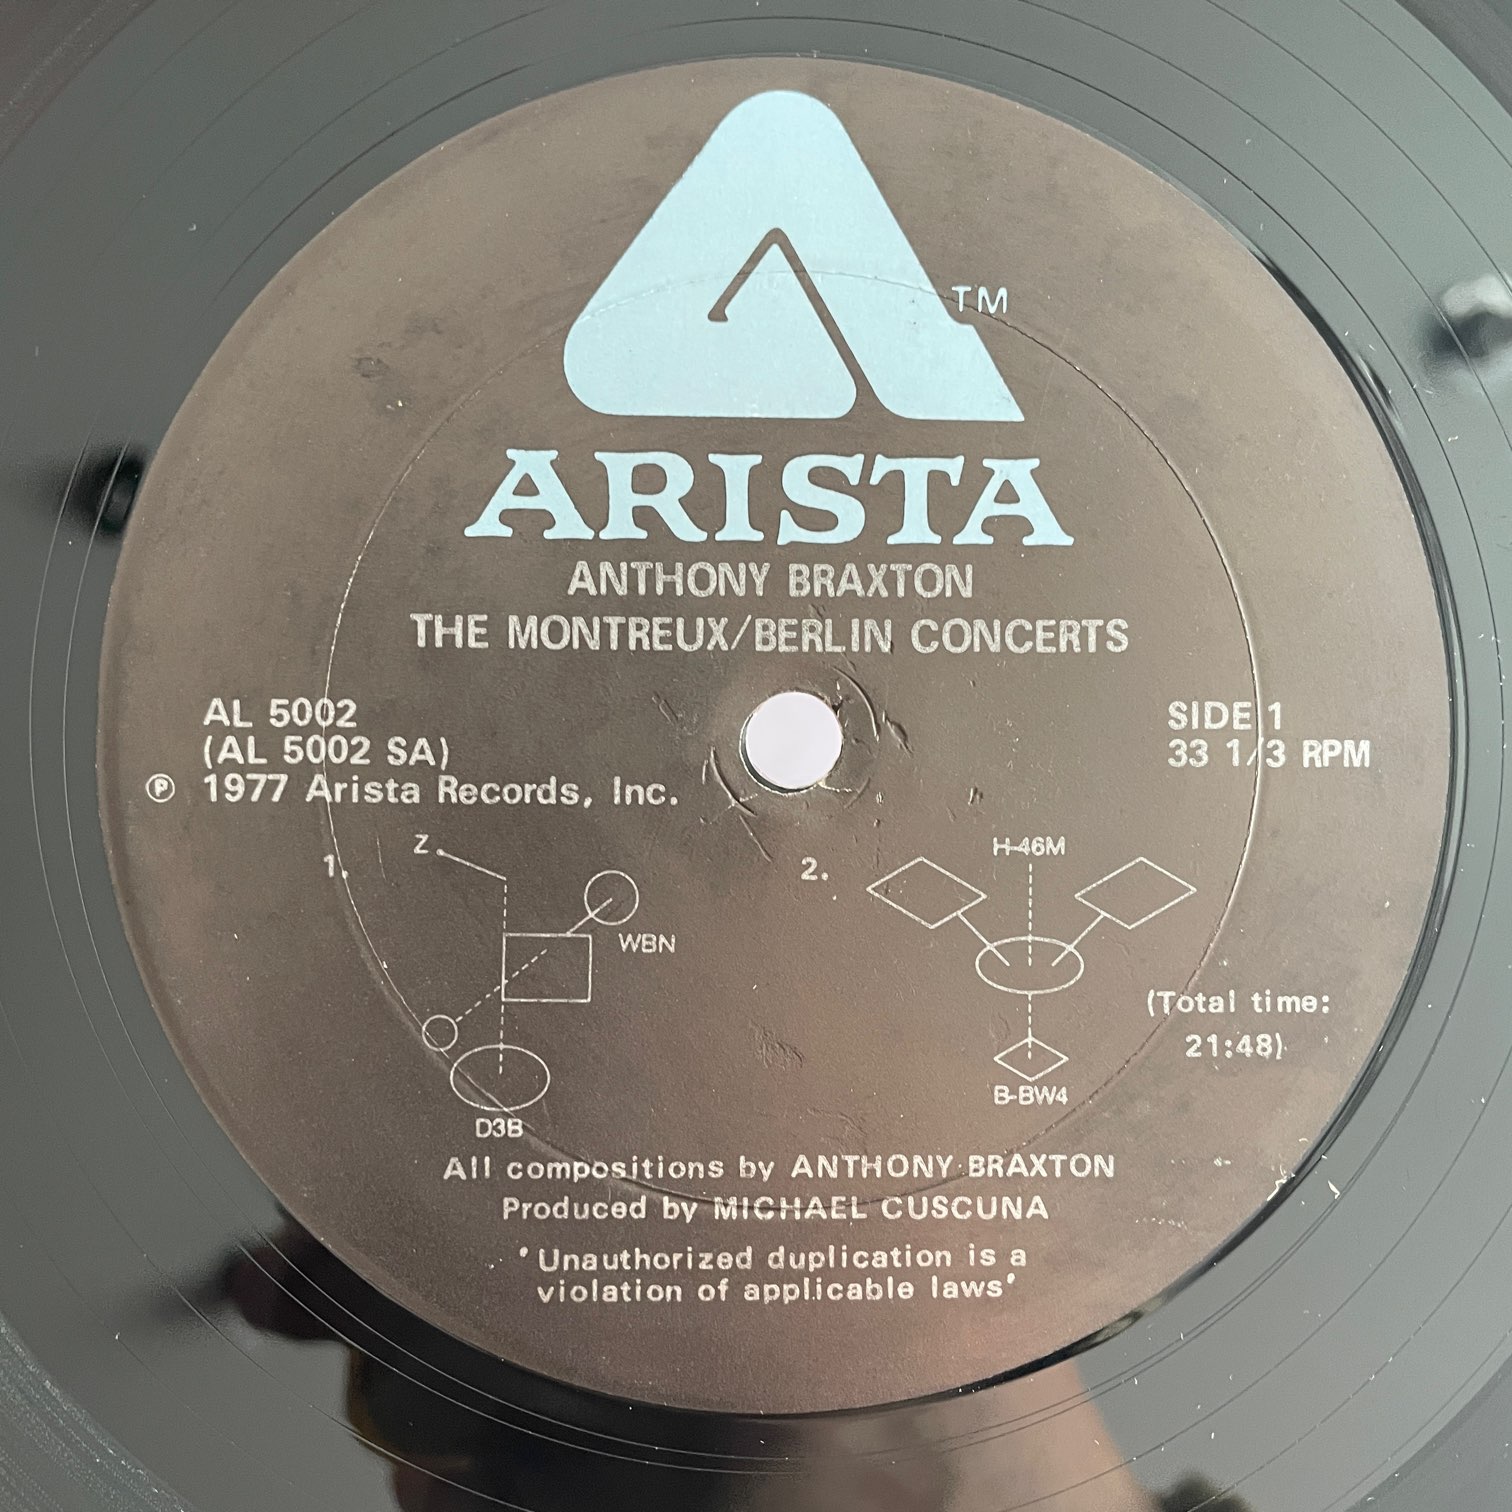 TM
ARISTA
ANTHONY BRAXTON
THE MONTREUX/BERLIN CONCERTS
AL 5002
(AL 5002 SA)
℗ 1977 Arista Records, Inc.
SIDE 1
33 1/3 RPM
1.
Z
WBN
D3B
2.
H-46M
B-BW4
(Total time:
21:48)
All compositions by ANTHONY BRAXTON
Produced by MICHAEL CUSCUNA
'Unauthorized duplication is a
violation of applicable laws'